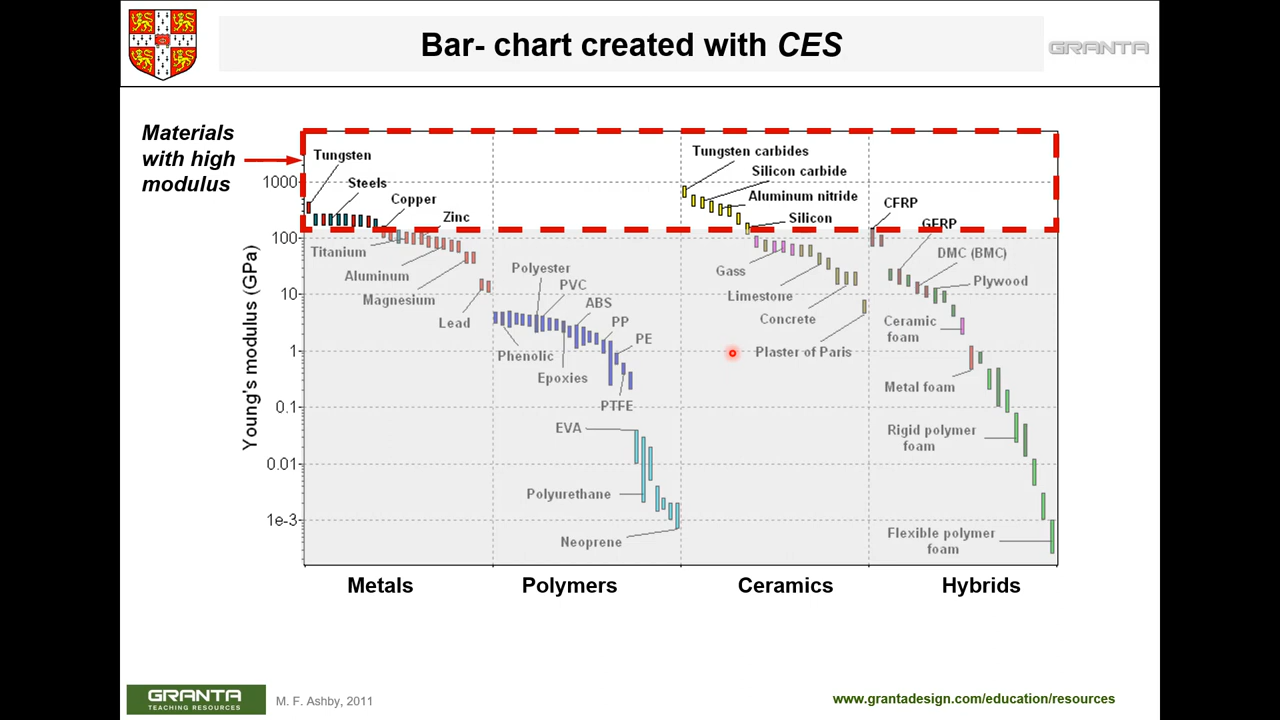 Bar- chart created with CES
GRANTA
Materials
with high
modulus
Tungsten
Steels
Copper
Zinc
Titanium
Aluminum
Magnesium
Lead
Polyester
PVC
ABS
PP
PE
Phenolic
Epoxies
PTFE
EVA
Polyurethane
Neoprene
Tungsten carbides
Silicon carbide
Aluminum nitride
Silicon
Gass
Limestone
Concrete
Plaster of Paris
CFRP
GFRP
DMC (BMC)
Plywood
Ceramic
foam
Metal foam
Rigid polymer
foam
Flexible polymer
foam
Young's modulus (GPa)
1000
100
10
1
0.1
0.01
1e-3
Metals
Polymers
Ceramics
Hybrids
GRANTA
TEACHING RESOURCES
M. F. Ashby, 2011
www.grantadesign.com/education/resources